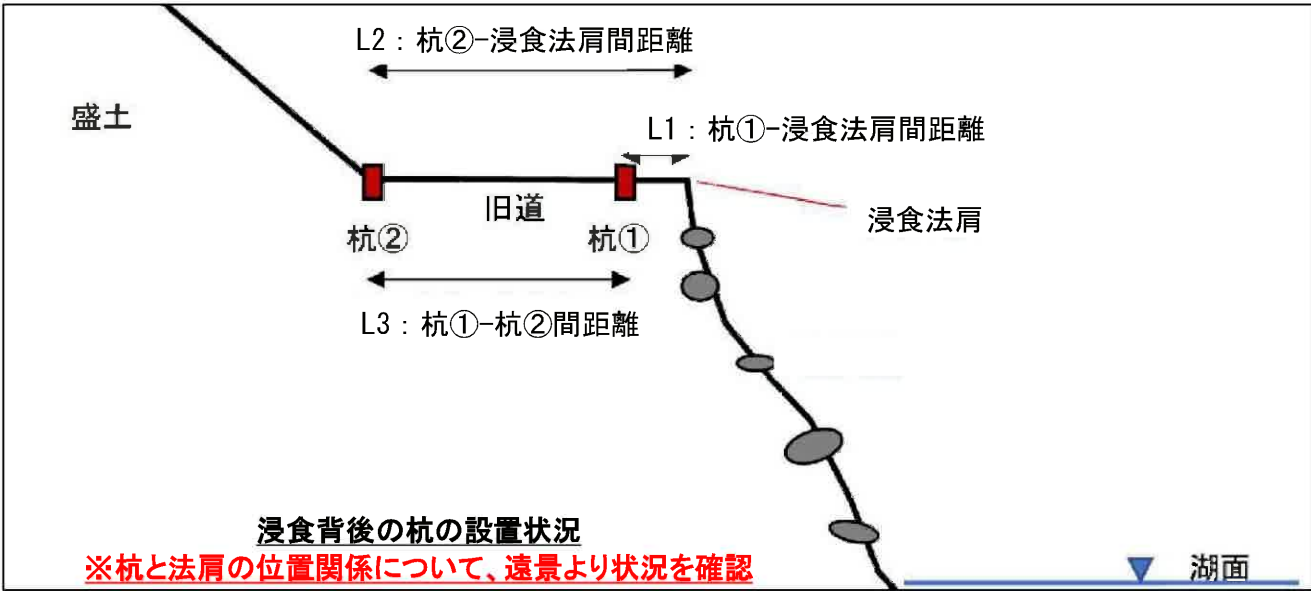 L2：杭②-浸食法肩間距離
盛土
L1：杭①-浸食法肩間距離
旧道
浸食法肩
杭②
杭①
L3：杭①-杭②間距離
浸食背後の杭の設置状況
※杭と法肩の位置関係について、遠景より状況を確認
湖面